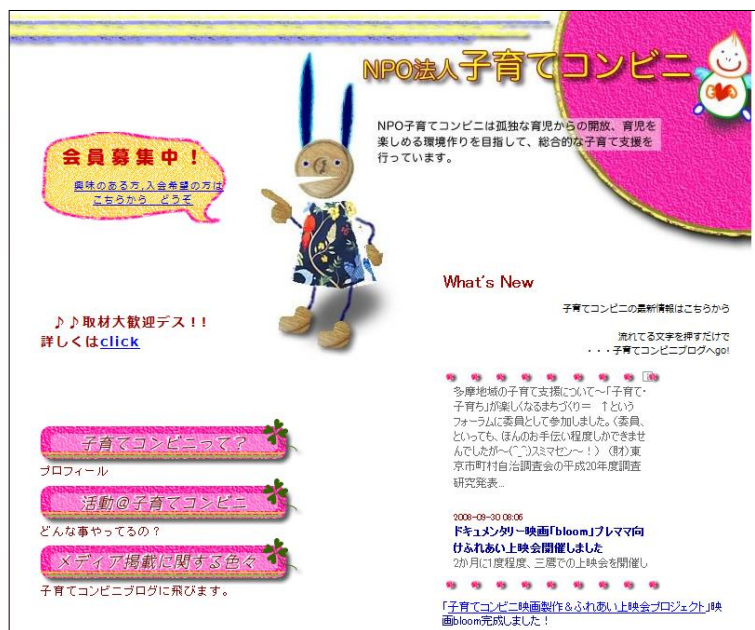 NPO法人子育てコンビニ
NPO子育てコンビニは孤独な育児からの開放、育児を
楽しめる環境作りを目指して、総合的な子育て支援を
行っています。
会員募集中！
興味のある方,入会希望の方は
こちらから　どうぞ
♪♪取材大歓迎デス！！
詳しくはclick
子育てコンビニって？
プロフィール
活動@子育てコンビニ
どんな事やってるの？
メディア掲載に関する色々
子育てコンビニブログに飛びます。
What's New
子育てコンビニの最新情報はこちらから
流れてる文字を押すだけで
・・・子育てコンビニブログへgo!
多摩地域の子育て支援について～「子育て・
子育ち」が楽しくなるまちづくり＝　↑という
フォーラムに委員として参加しました。（委員、
といっても、ほんのお手伝い程度しかできませ
んでしたが～(^_^;)スミマセン～！）（財）東
京市町村自治調査会の平成20年度調査
研究発表...
2008-09-30 08:06
ドキュメンタリー映画「bloom」プレママ向
けふれあい上映会開催しました
2か月に1度程度、三鷹での上映会を開催し
「子育てコンビニ映画製作＆ふれあい上映会プロジェクト」映
画bloom完成しました！